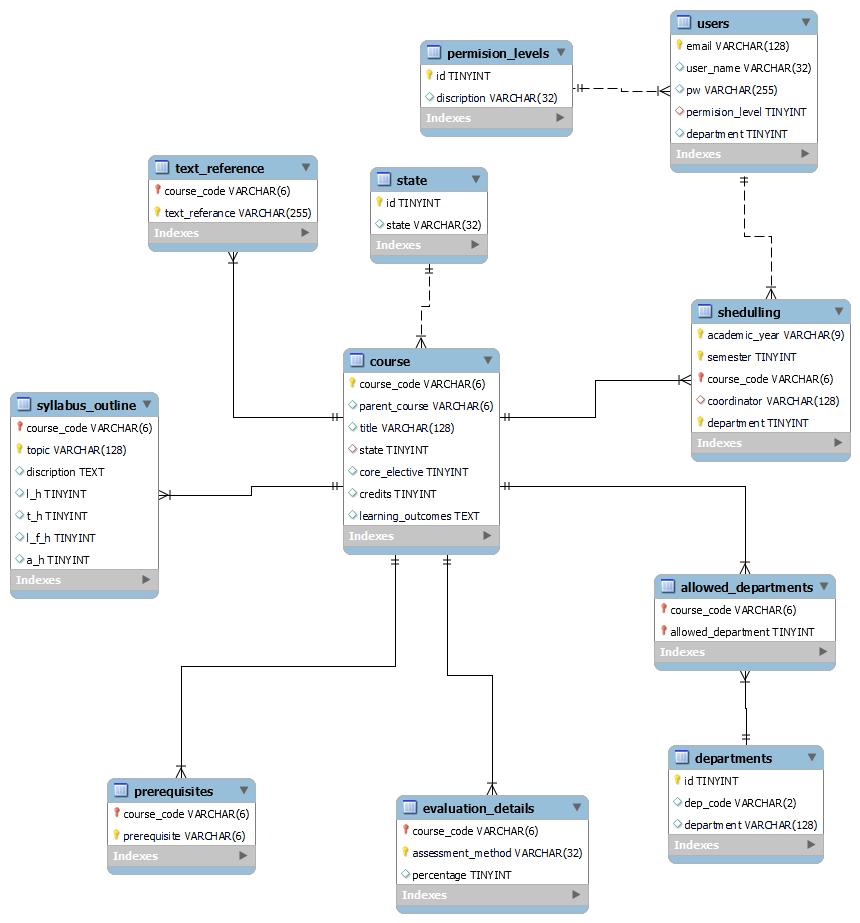 users
email VARCHAR(128)
user_name VARCHAR(32)
pw VARCHAR(255)
permision_level TINYINT
department TINYINT
Indexes
permision_levels
id TINYINT
discription VARCHAR(32)
Indexes
text_reference
course_code VARCHAR(6)
text_referance VARCHAR(255)
Indexes
state
id TINYINT
state VARCHAR(32)
Indexes
shedulling
academic_year VARCHAR(9)
semester TINYINT
course_code VARCHAR(6)
coordinator VARCHAR(128)
department TINYINT
Indexes
course
course_code VARCHAR(6)
parent_course VARCHAR(6)
title VARCHAR(128)
state TINYINT
core_elective TINYINT
credits TINYINT
learning_outcomes TEXT
Indexes
syllabus_outline
course_code VARCHAR(6)
topic VARCHAR(128)
discription TEXT
l_h TINYINT
t_h TINYINT
l_f_h TINYINT
a_h TINYINT
Indexes
allowed_departments
course_code VARCHAR(6)
allowed_department TINYINT
Indexes
departments
id TINYINT
dep_code VARCHAR(2)
department VARCHAR(128)
Indexes
prerequisites
course_code VARCHAR(6)
prerequisite VARCHAR(6)
Indexes
evaluation_details
course_code VARCHAR(6)
assessment_method VARCHAR(32)
percentage TINYINT
Indexes